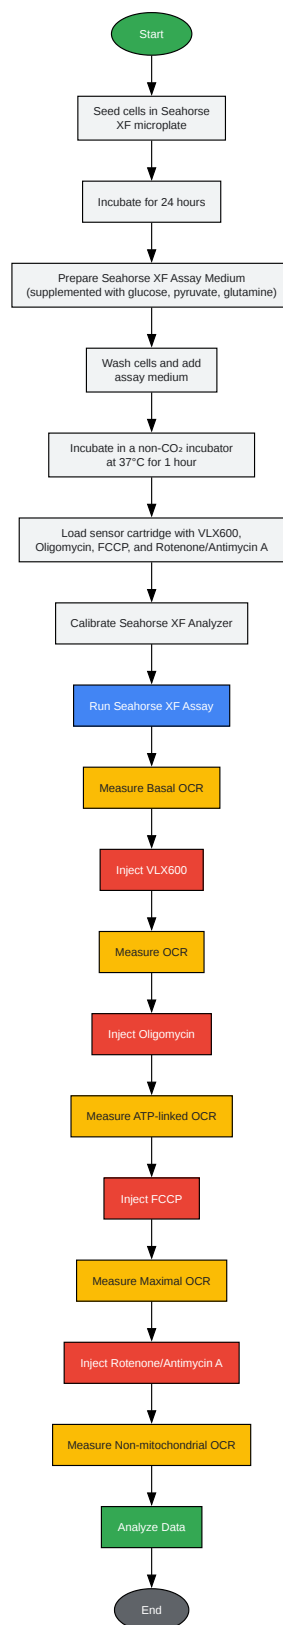 Start
Seed cells in Seahorse
XF microplate
Incubate for 24 hours
Prepare Seahorse XF Assay Medium
(supplemented with glucose, pyruvate, glutamine)
Wash cells and add
assay medium
Incubate in a non-CO₂ incubator
at 37°C for 1 hour
Load sensor cartridge with VLX600,
Oligomycin, FCCP, and Rotenone/Antimycin A
Calibrate Seahorse XF Analyzer
Run Seahorse XF Assay
Measure Basal OCR
Inject VLX600
Measure OCR
Inject Oligomycin
Measure ATP-linked OCR
Inject FCCP
Measure Maximal OCR
Inject Rotenone/Antimycin A
Measure Non-mitochondrial OCR
Analyze Data
End